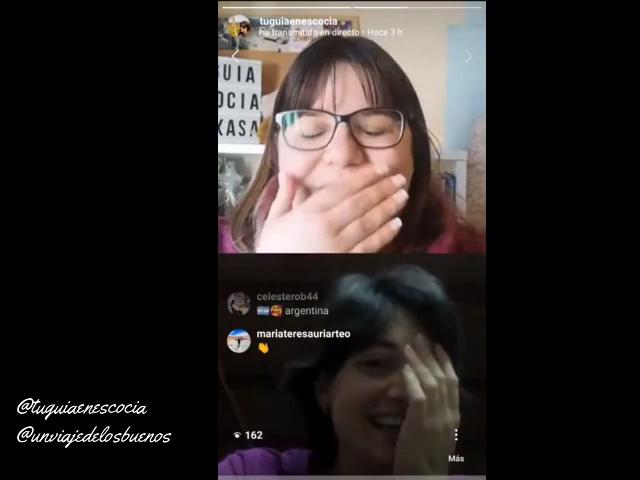 tuguiaenescocia
ha transmitido en directo • Hace 3 h
GUIA
OCIA
KASA
celesterob44
🇦🇷🥰 argentina
mariateresauriarteo
👏
162
Más
@tuguiaenescocia
@unviajedelosbuenos